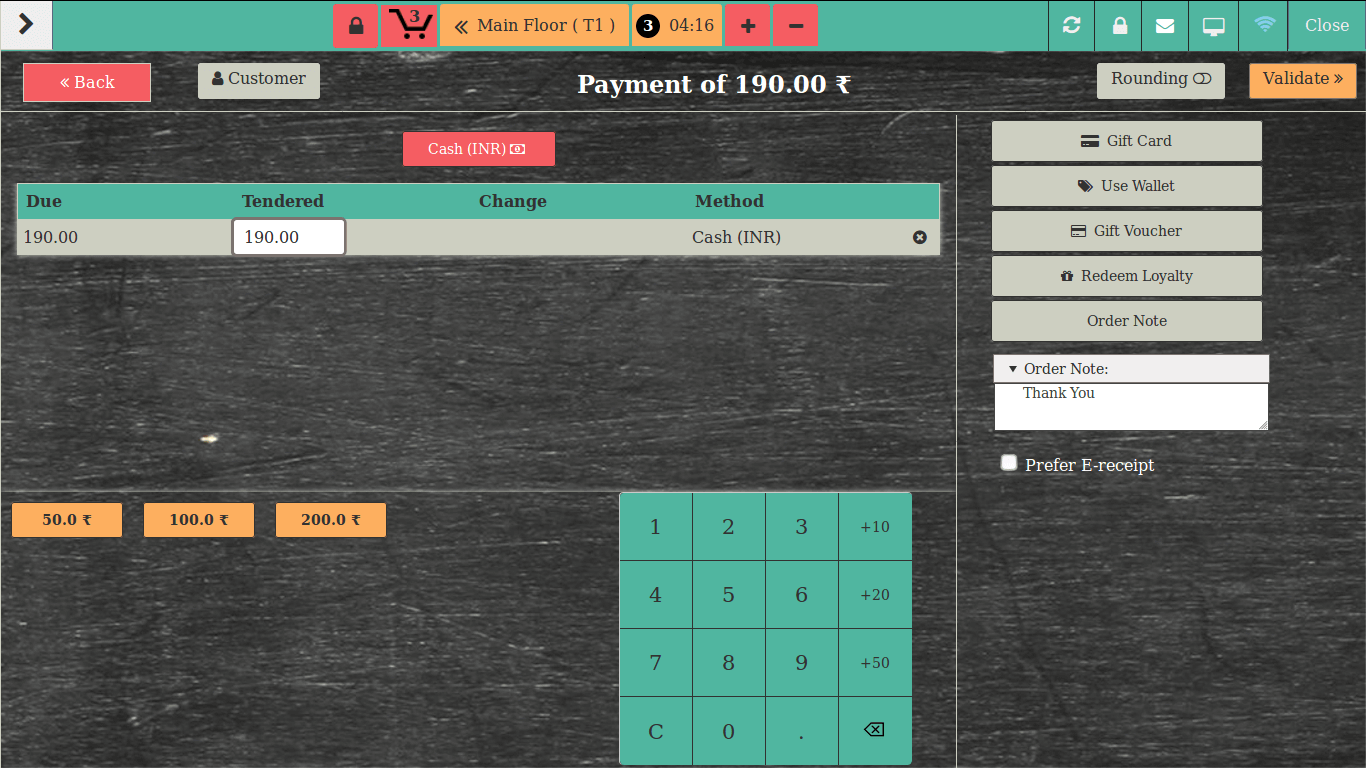 3
Main Floor ( T1 )
3 04:16
Close
« Back
Customer
Payment of 190.00 ₹
Rounding
Validate »
Cash (INR)
Due Tendered Change Method
190.00 190.00 Cash (INR)
Gift Card
Use Wallet
Gift Voucher
Redeem Loyalty
Order Note
Order Note:
Thank You
Prefer E-receipt
50.0 ₹ 100.0 ₹ 200.0 ₹
1 2 3 +10
4 5 6 +20
7 8 9 +50
C 0 .